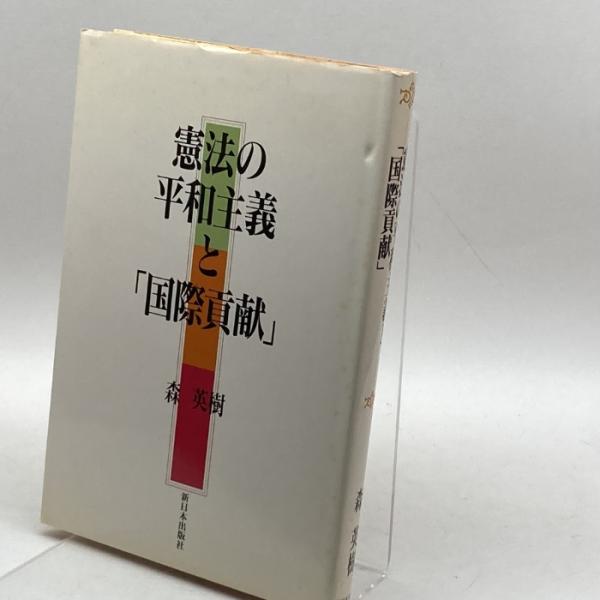 憲法の
平和主義
と
「国際貢献」
森 英樹
新日本出版社
「国際貢献」
森 英樹